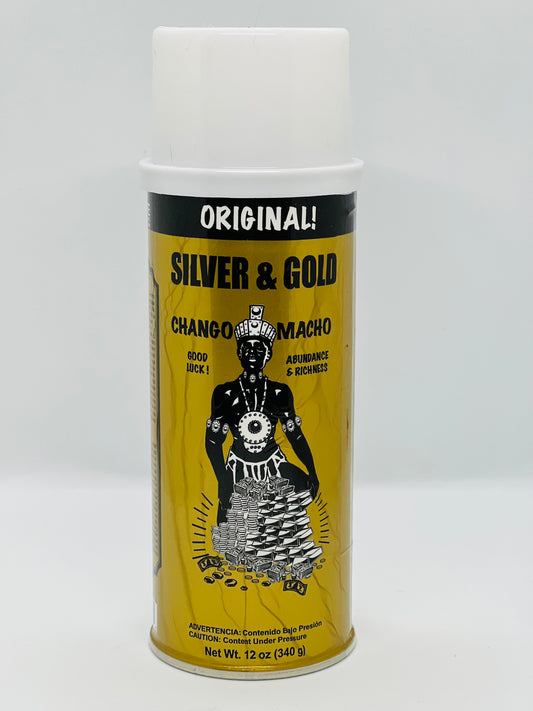 ORIGINAL!
SILVER & GOLD
CHANGO MACHO
GOOD
LUCK!
ABUNDANCE
& RICHNESS
ADVERTENCIA: Contenido Bajo Presión
CAUTION: Content Under Pressure
Net Wt. 12 oz (340 g)